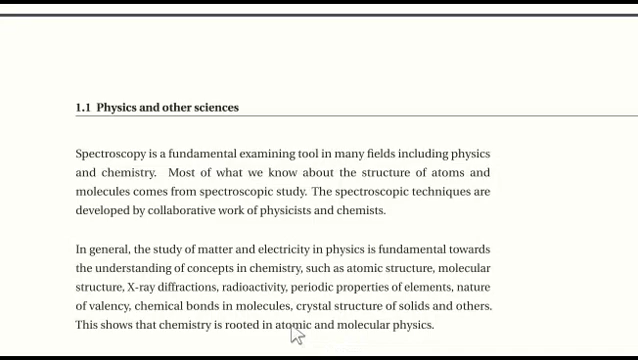 1.1 Physics and other sciences
Spectroscopy is a fundamental examining tool in many fields including physics
and chemistry. Most of what we know about the structure of atoms and
molecules comes from spectroscopic study. The spectroscopic techniques are
developed by collaborative work of physicists and chemists.
In general, the study of matter and electricity in physics is fundamental towards
the understanding of concepts in chemistry, such as atomic structure, molecular
structure, X-ray diffractions, radioactivity, periodic properties of elements, nature
of valency, chemical bonds in molecules, crystal structure of solids and others.
This shows that chemistry is rooted in atomic and molecular physics.